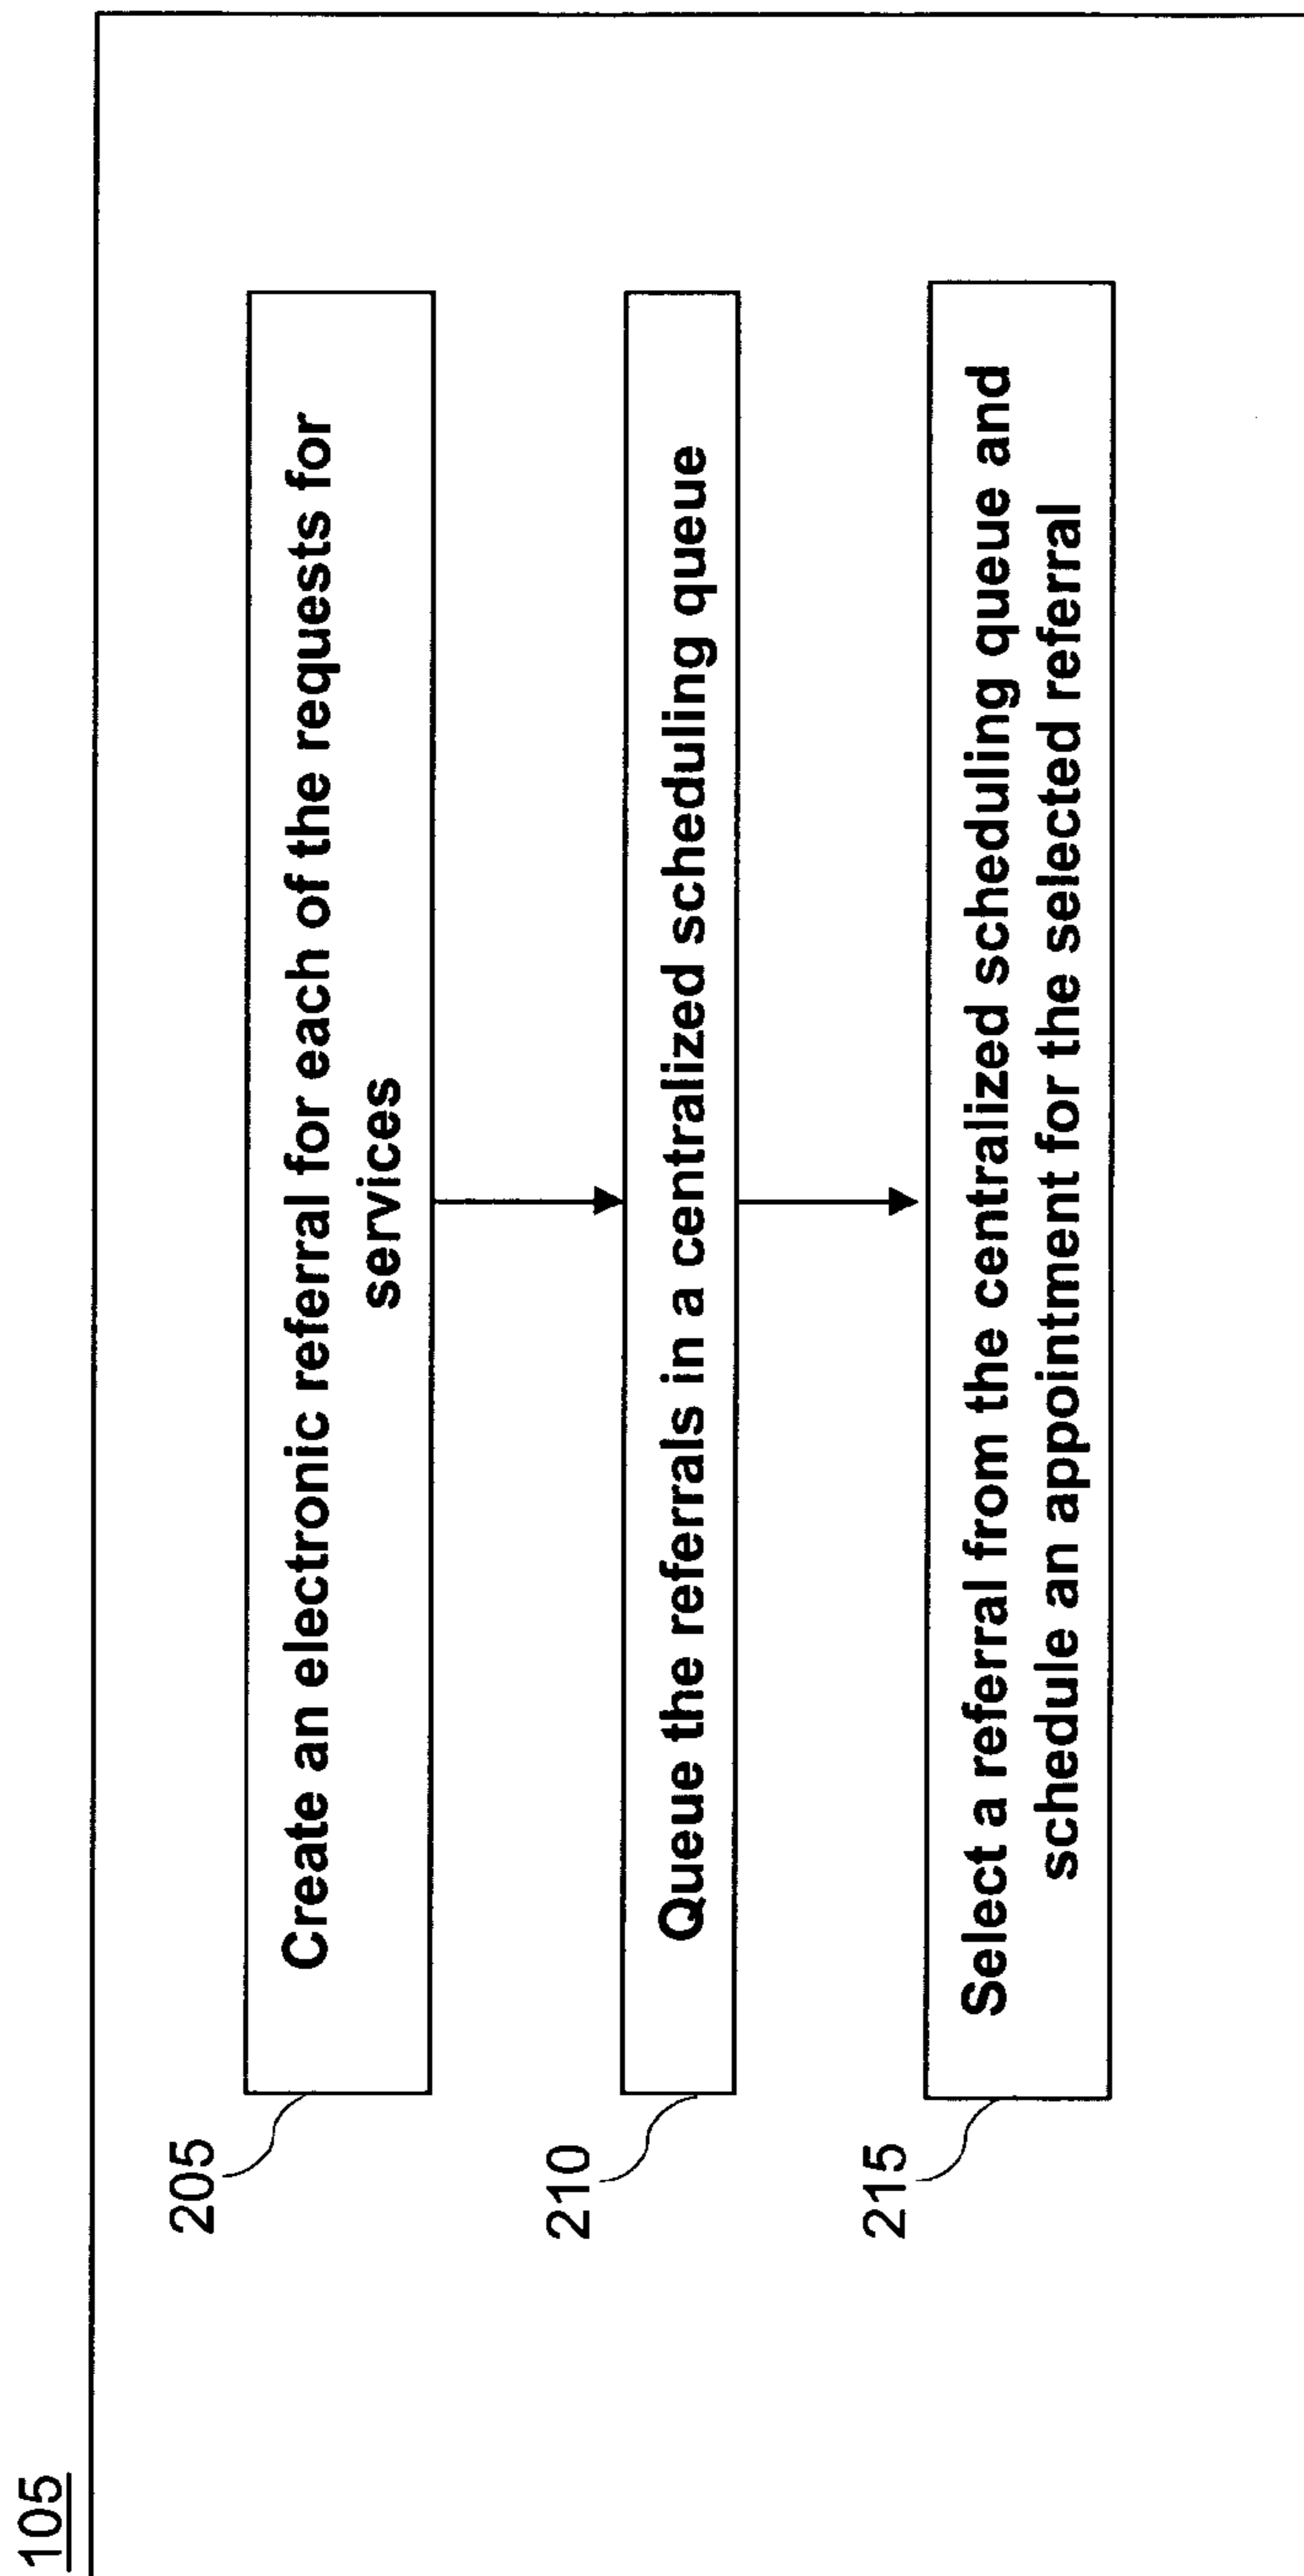 105
205
Create an electronic referral for each of the requests for
services
210
Queue the referrals in a centralized scheduling queue
215
Select a referral from the centralized scheduling queue and
schedule an appointment for the selected referral